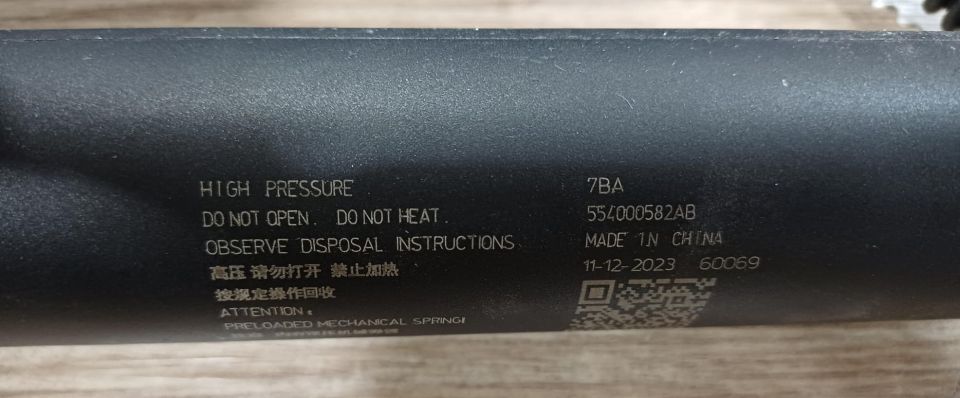 HIGH PRESSURE
DO NOT OPEN. DO NOT HEAT.
OBSERVE DISPOSAL INSTRUCTIONS
高压 请勿打开 禁止加热
按规定操作回收
ATTENTION:
PRELOADED MECHANICAL SPRING!!
7BA
554000582AB
MADE IN CHINA
11-12-2023 60069